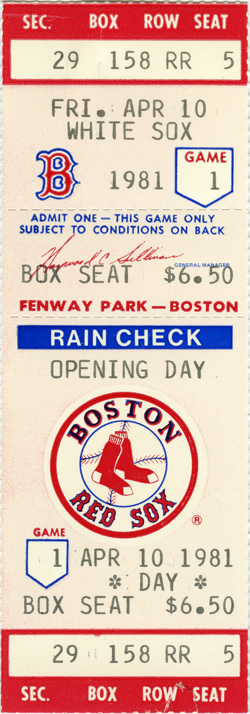 SEC. BOX ROW SEAT
29 158 RR 5
FRI. APR 10
WHITE SOX
B 1981 GAME 1
ADMIT ONE — THIS GAME ONLY
SUBJECT TO CONDITIONS ON BACK
Haywood C Sullivan
GENERAL MANAGER
BOX SEAT $6.50
FENWAY PARK — BOSTON
RAIN CHECK
OPENING DAY
BOSTON
RED SOX
®
GAME
1 APR 10 1981
* DAY *
BOX SEAT $6.50
29 158 RR 5
SEC. BOX ROW SEAT